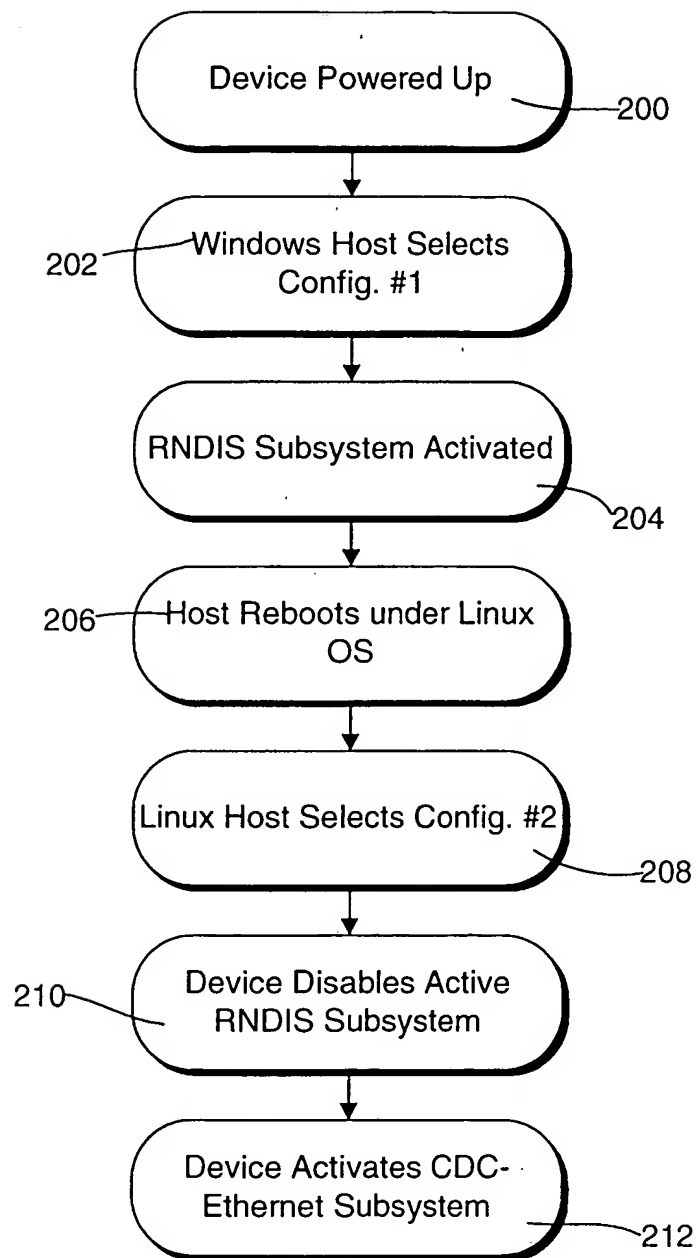 Device Powered Up
200
202
Windows Host Selects
Config. #1
RNDIS Subsystem Activated
204
206
Host Reboots under Linux
OS
Linux Host Selects Config. #2
208
210
Device Disables Active
RNDIS Subsystem
Device Activates CDC-
Ethernet Subsystem
212